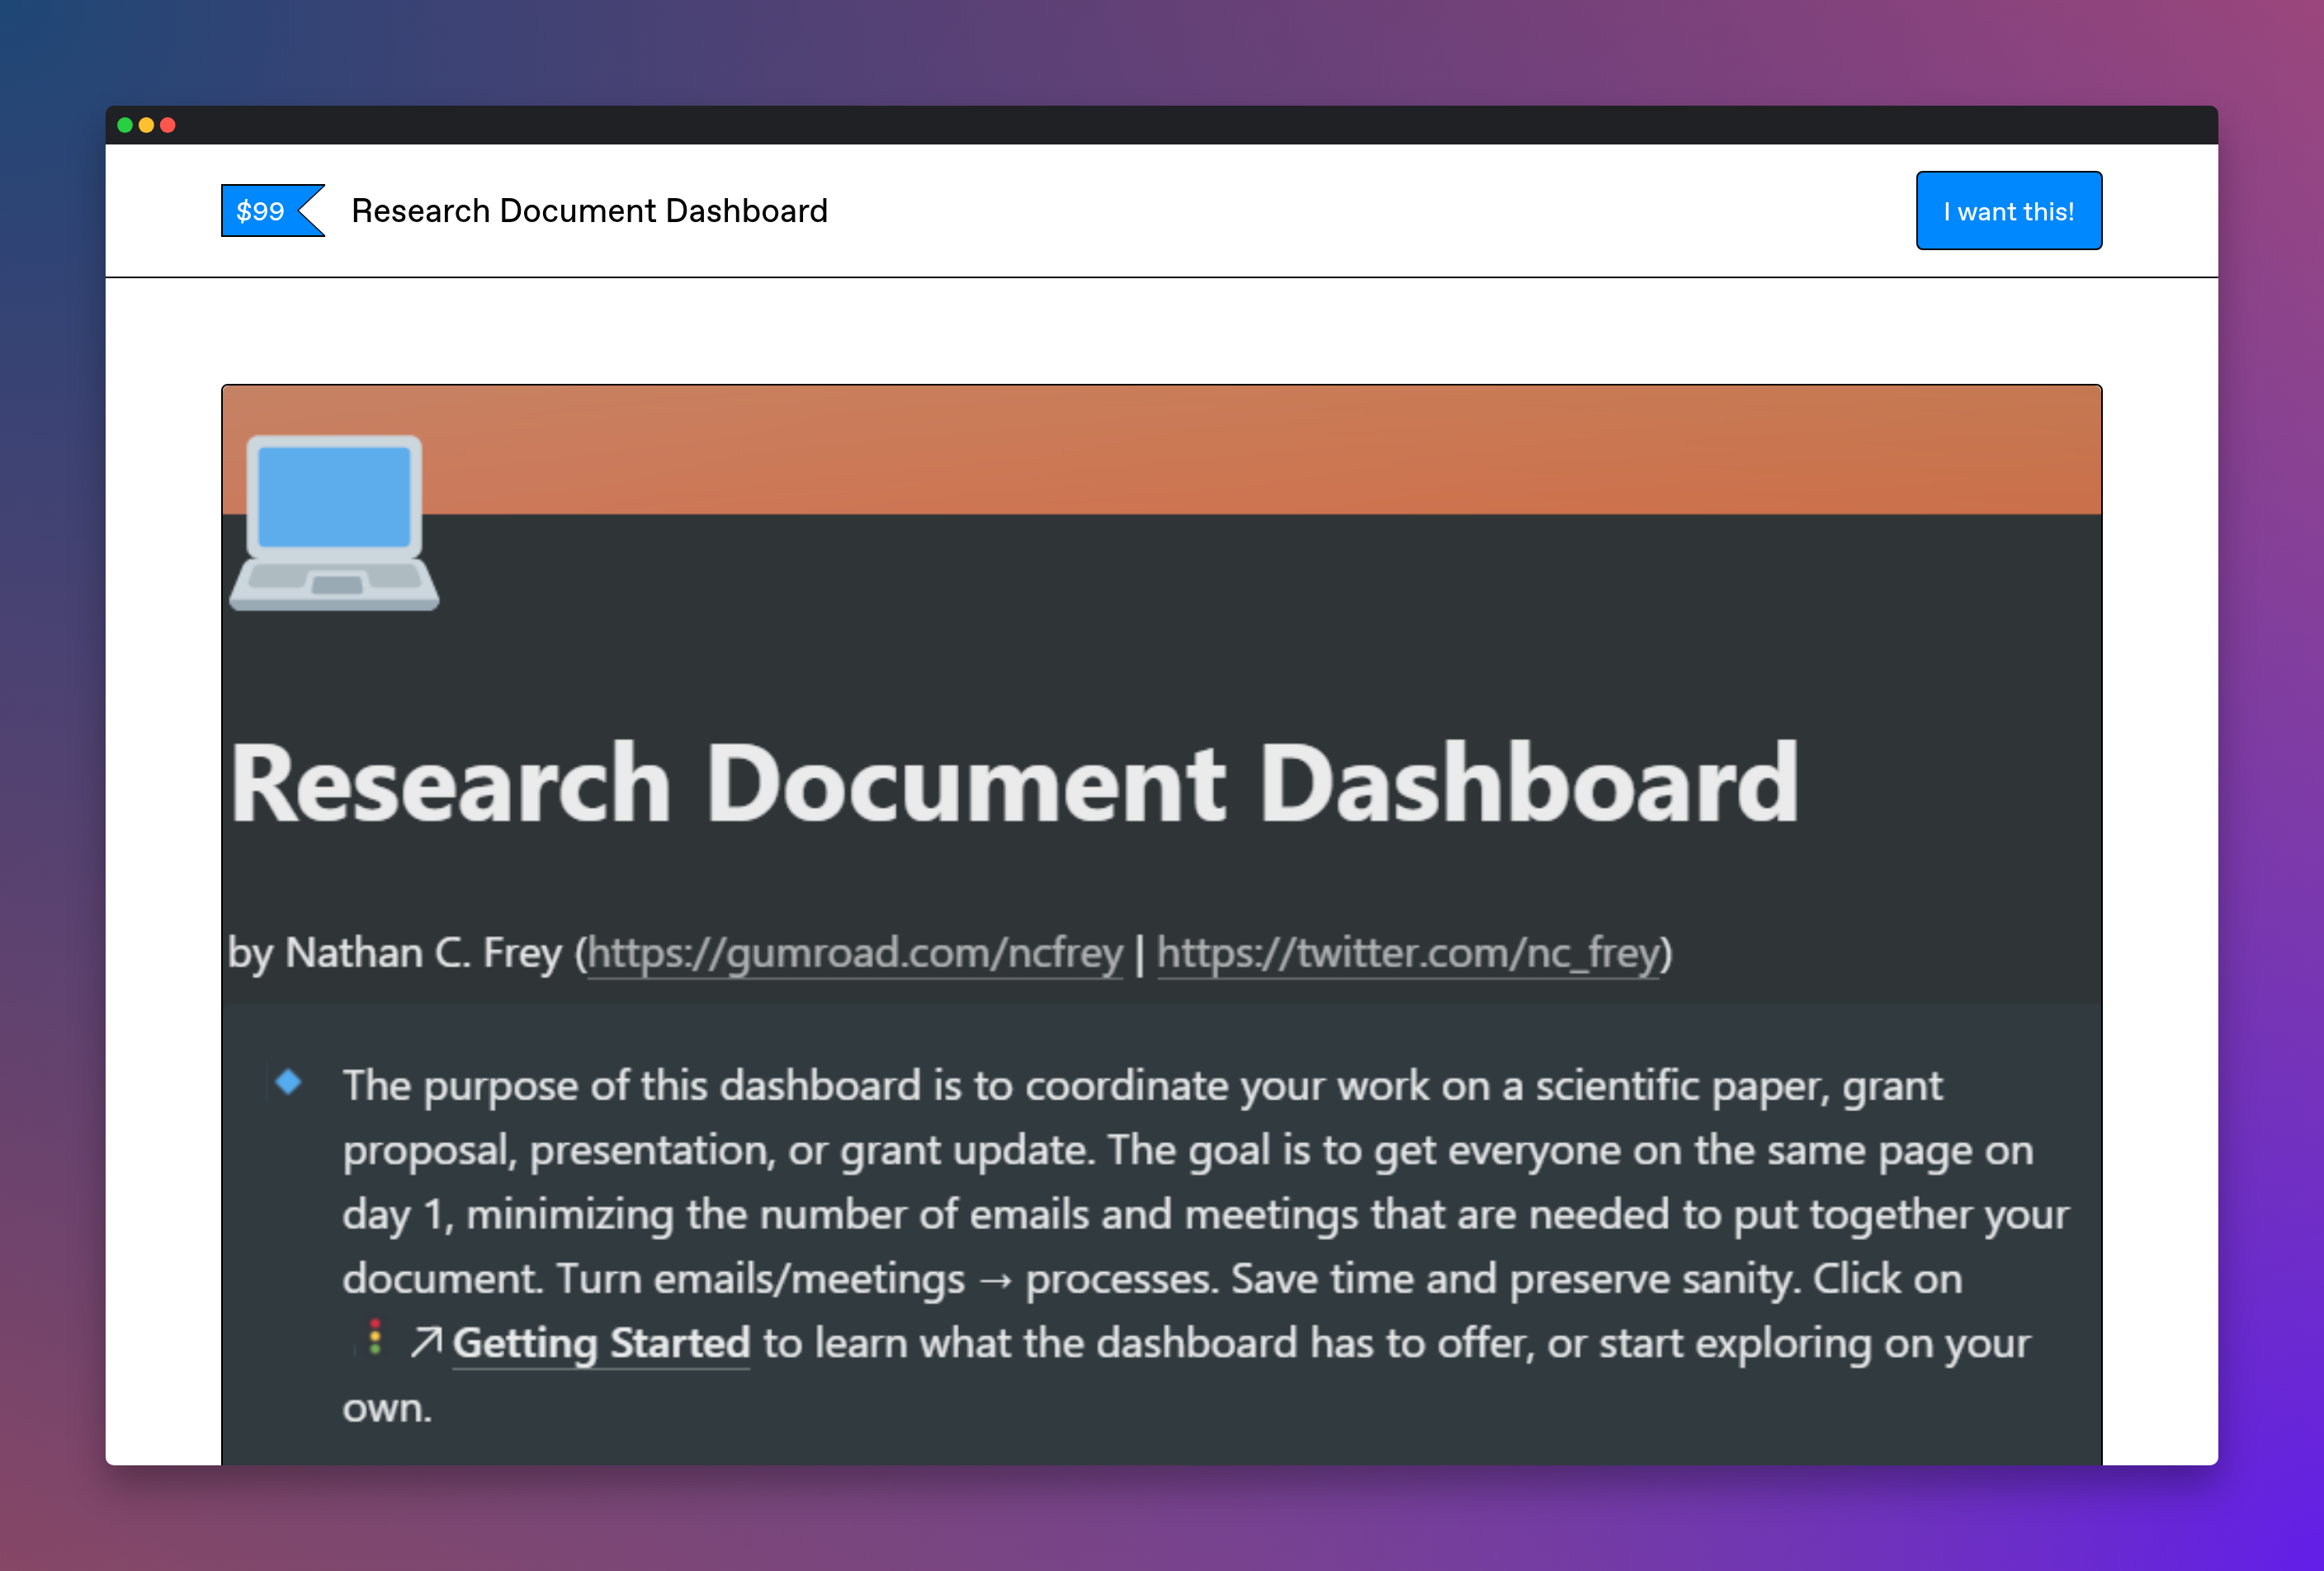 $99 Research Document Dashboard I want this!
Research Document Dashboard
by Nathan C. Frey (https://gumroad.com/ncfrey | https://twitter.com/nc_frey)
The purpose of this dashboard is to coordinate your work on a scientific paper, grant
proposal, presentation, or grant update. The goal is to get everyone on the same page on
day 1, minimizing the number of emails and meetings that are needed to put together your
document. Turn emails/meetings → processes. Save time and preserve sanity. Click on
↗Getting Started to learn what the dashboard has to offer, or start exploring on your
own.